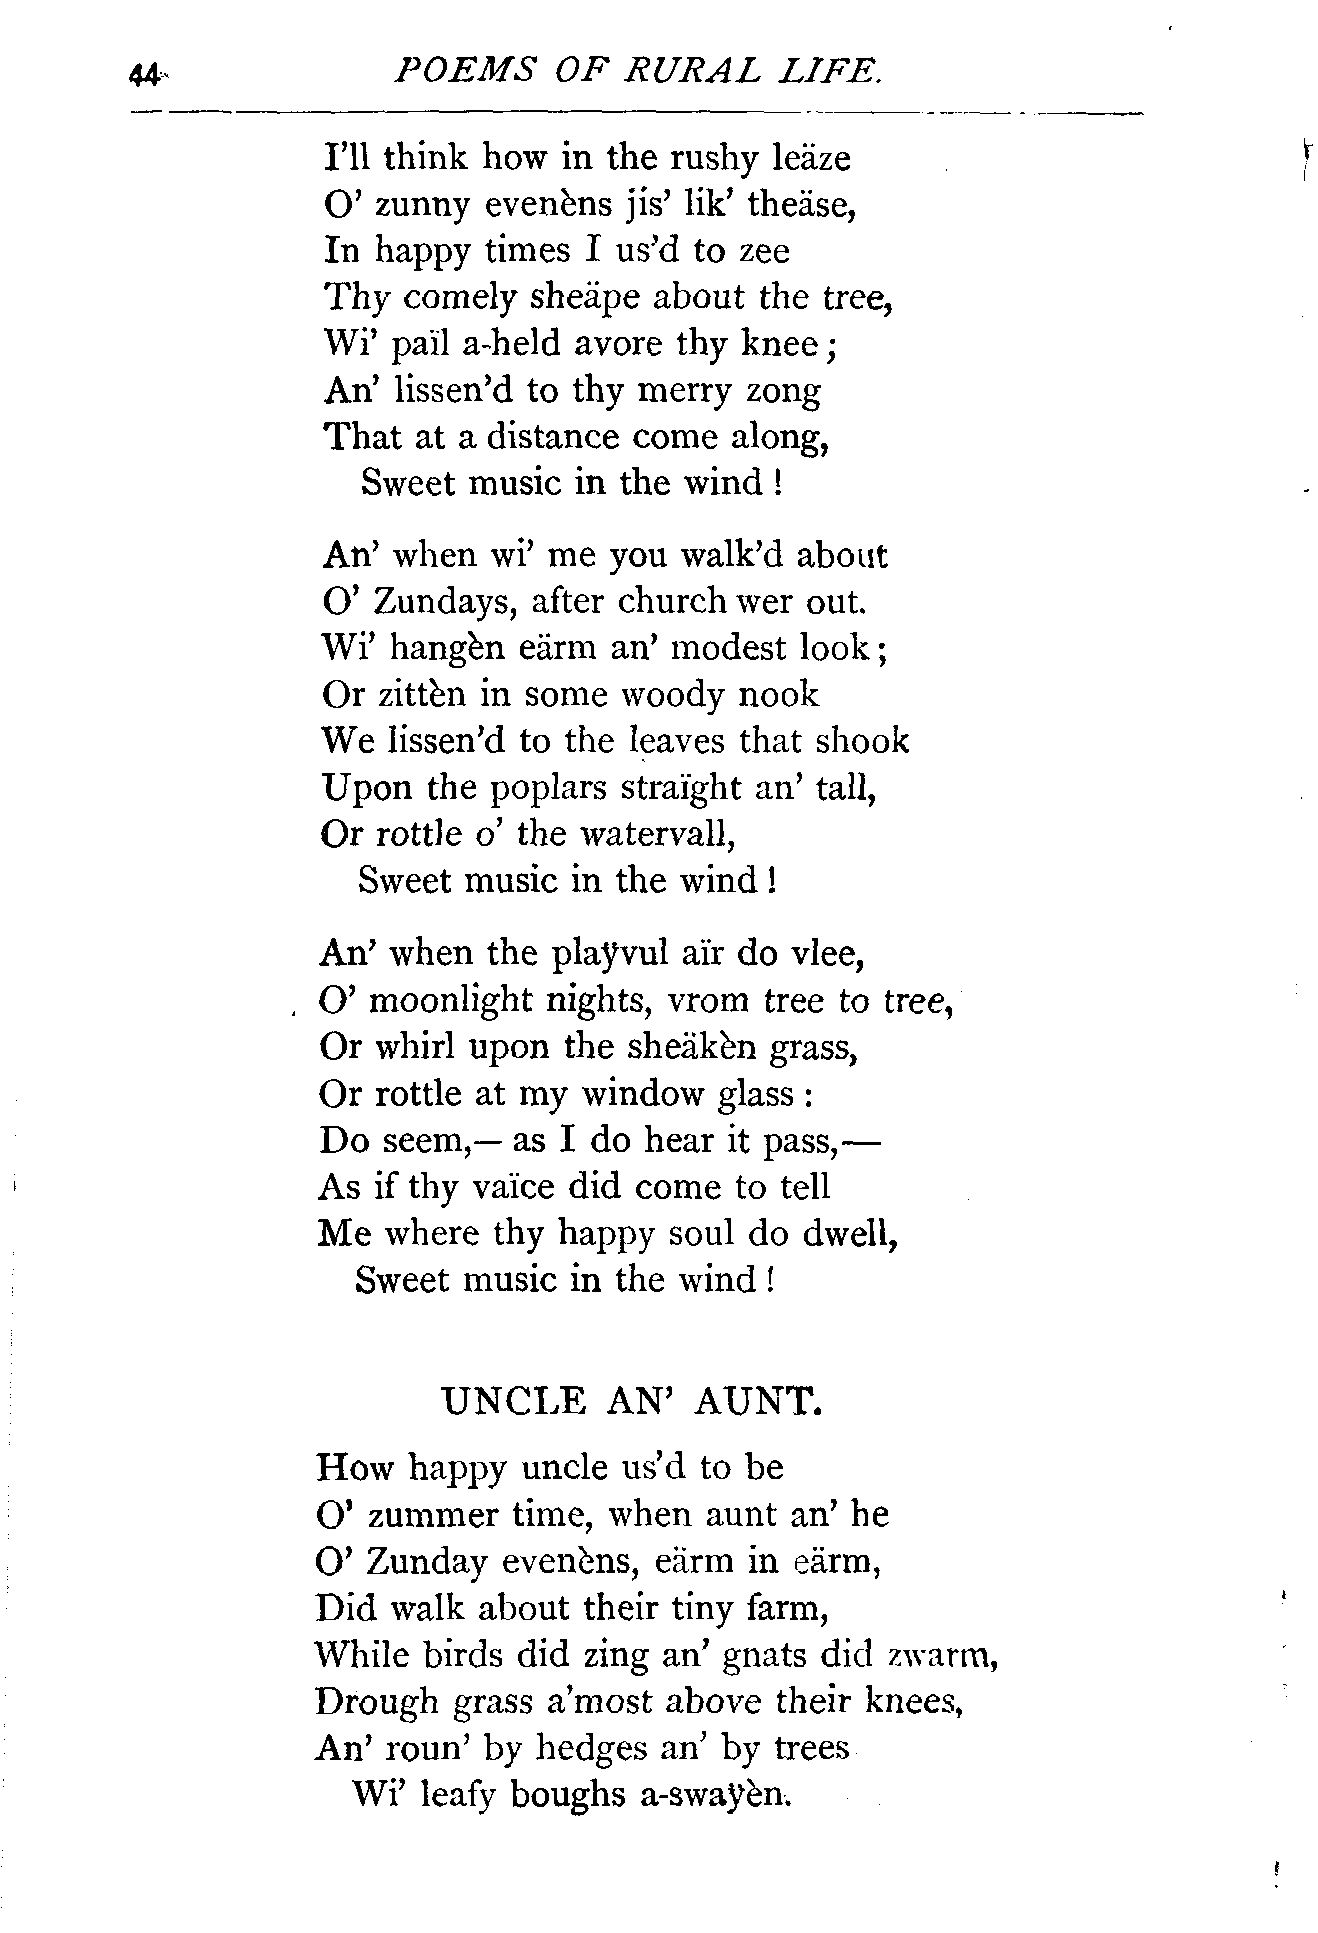 44 POEMS OF RURAL LIFE.
I'll think how in the rushy leäze
O' zunny evenèns jis' lik' theäse,
In happy times I us'd to zee
Thy comely sheäpe about the tree,
Wi' païl a-held avore thy knee;
An' lissen'd to thy merry zong
That at a distance come along,
Sweet music in the wind!
An' when wi' me you walk'd about
O' Zundays, after church wer out.
Wi' hangèn eärm an' modest look;
Or zittèn in some woody nook
We lissen'd to the leaves that shook
Upon the poplars straïght an' tall,
Or rottle o' the watervall,
Sweet music in the wind!
An' when the plaÿvul aïr do vlee,
O' moonlight nights, vrom tree to tree,
Or whirl upon the sheäkèn grass,
Or rottle at my window glass:
Do seem,— as I do hear it pass,—
As if thy vaïce did come to tell
Me where thy happy soul do dwell,
Sweet music in the wind!
UNCLE AN' AUNT.
How happy uncle us'd to be
O' zummer time, when aunt an' he
O' Zunday evenèns, eärm in eärm,
Did walk about their tiny farm,
While birds did zing an' gnats did zwarm,
Drough grass a'most above their knees,
An' roun' by hedges an' by trees
Wi' leafy boughs a-swaÿèn.